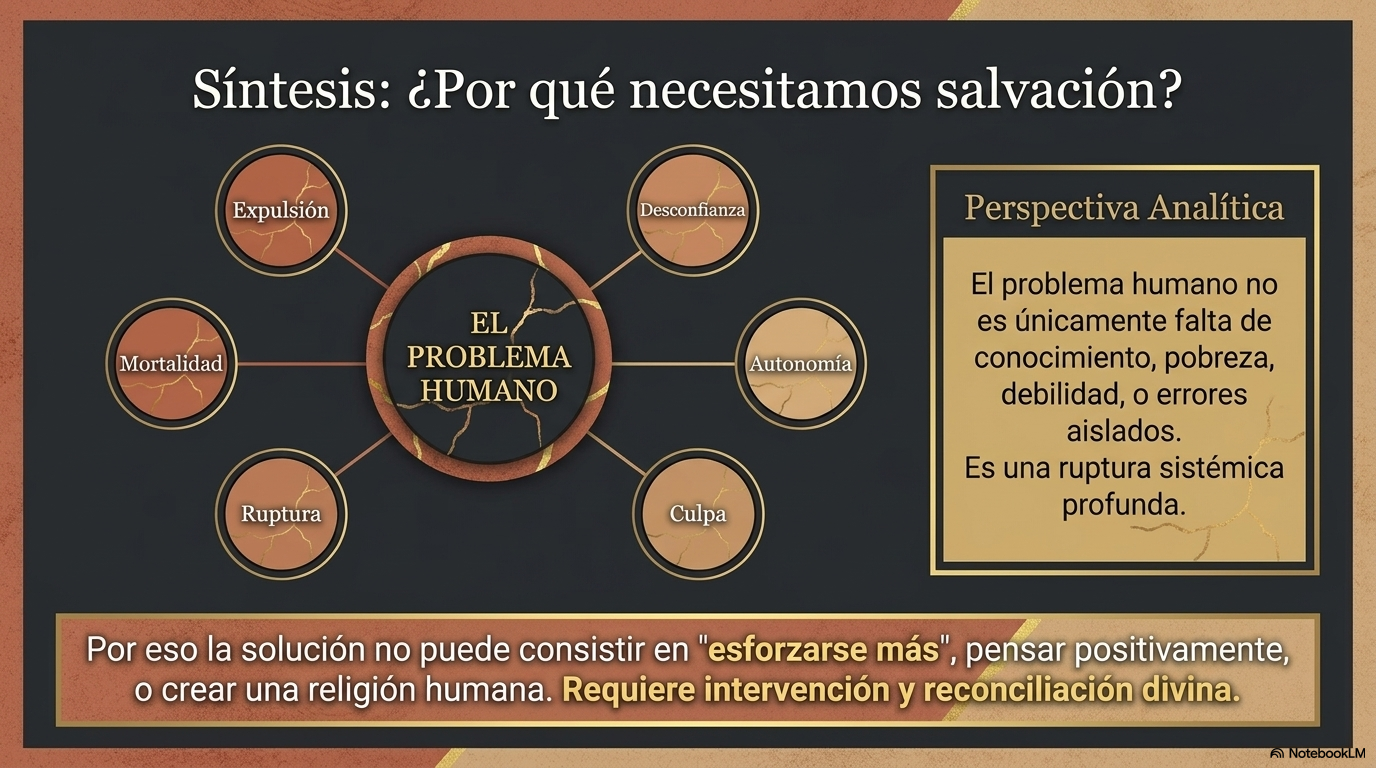 Síntesis: ¿Por qué necesitamos salvación?
Expulsión
Desconfianza
Mortalidad
EL
PROBLEMA
HUMANO
Autonomía
Ruptura
Culpa
Perspectiva Analítica
El problema humano no
es únicamente falta de
conocimiento, pobreza,
debilidad, o errores
aislados.
Es una ruptura sistémica
profunda.
Por eso la solución no puede consistir en "esforzarse más", pensar positivamente,
o crear una religión humana. Requiere intervención y reconciliación divina.
NotebookLM